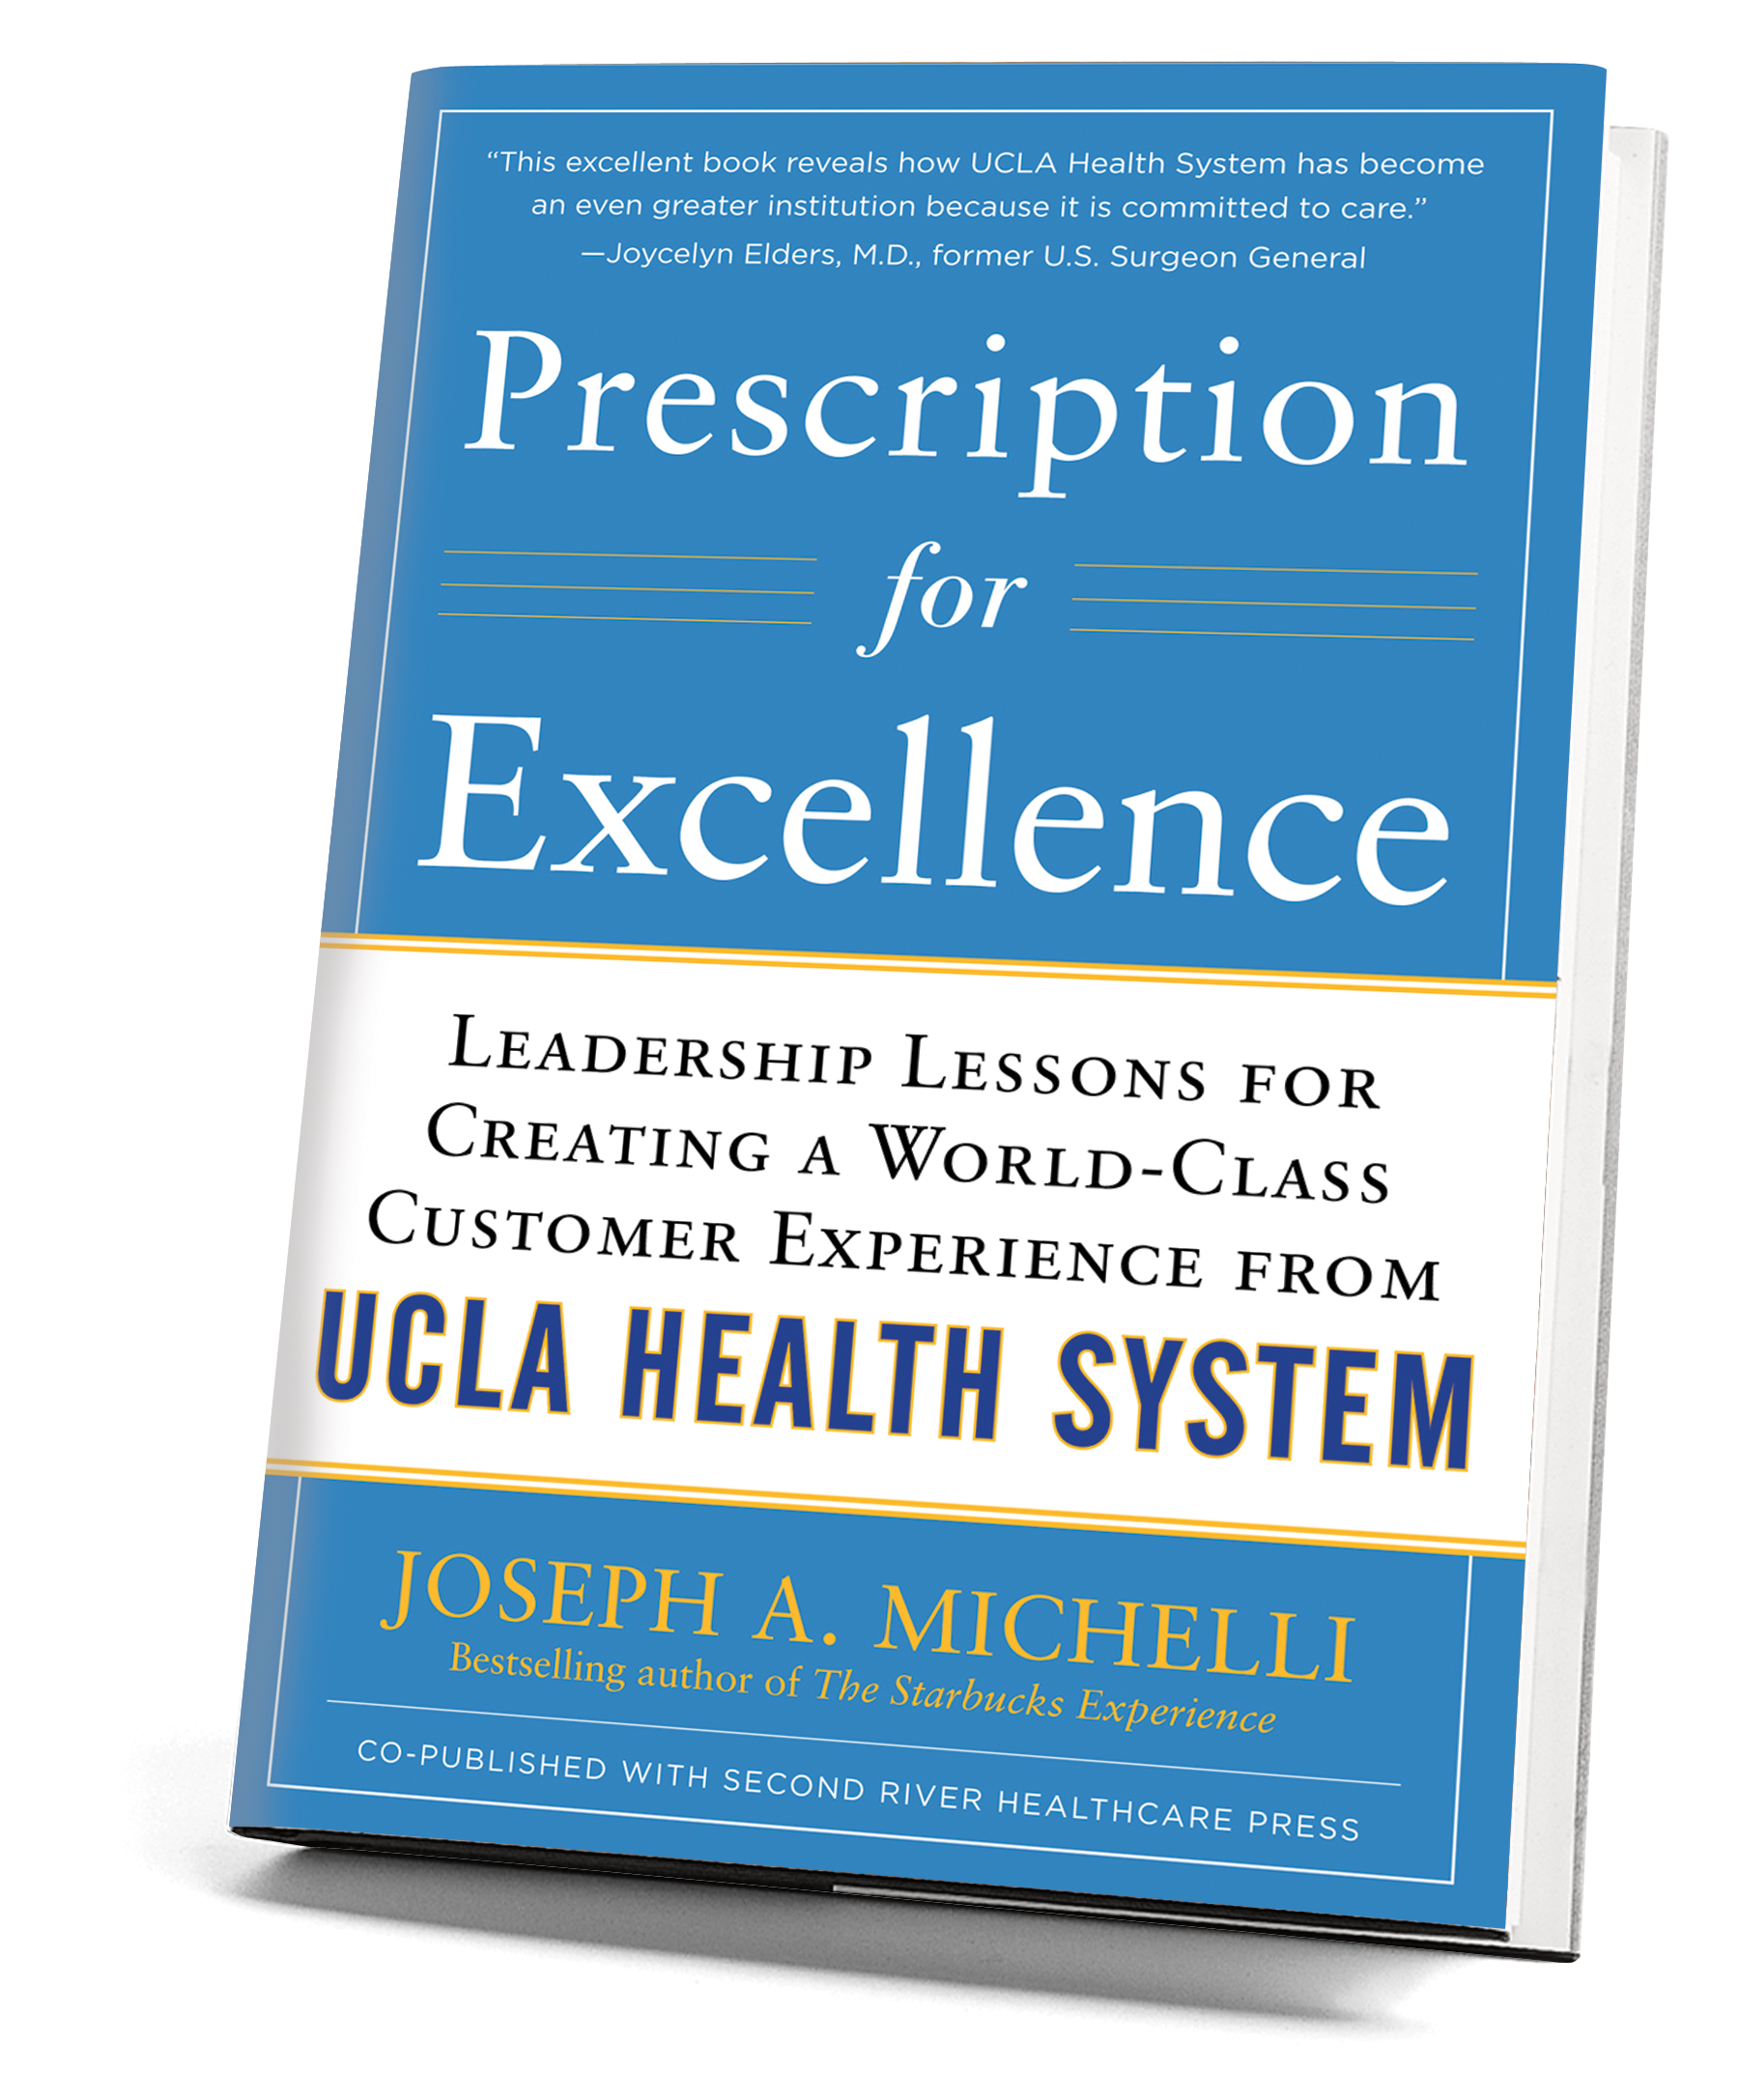 “This excellent book reveals how UCLA Health System has become
an even greater institution because it is committed to care.”
—Joycelyn Elders, M.D., former U.S. Surgeon General
Prescription
for
Excellence
LEADERSHIP LESSONS FOR
CREATING A WORLD-CLASS
CUSTOMER EXPERIENCE FROM
UCLA HEALTH SYSTEM
JOSEPH A. MICHELLI
Bestselling author of The Starbucks Experience
CO-PUBLISHED WITH SECOND RIVER HEALTHCARE PRESS